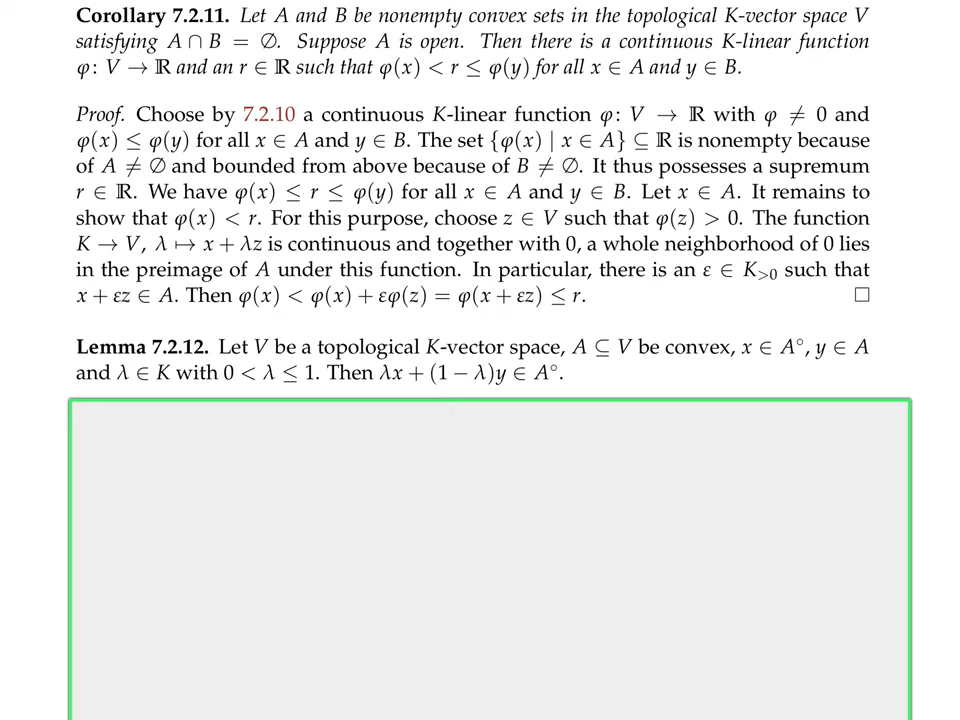 Corollary 7.2.11. Let A and B be nonempty convex sets in the topological K-vector space V
satisfying A ∩ B = ∅. Suppose A is open. Then there is a continuous K-linear function
φ: V → ℝ and an r ∈ ℝ such that φ(x) < r ≤ φ(y) for all x ∈ A and y ∈ B.
Proof. Choose by 7.2.10 a continuous K-linear function φ: V → ℝ with φ ≠ 0 and
φ(x) ≤ φ(y) for all x ∈ A and y ∈ B. The set {φ(x) | x ∈ A} ⊆ ℝ is nonempty because
of A ≠ ∅ and bounded from above because of B ≠ ∅. It thus possesses a supremum
r ∈ ℝ. We have φ(x) ≤ r ≤ φ(y) for all x ∈ A and y ∈ B. Let x ∈ A. It remains to
show that φ(x) < r. For this purpose, choose z ∈ V such that φ(z) > 0. The function
K → V, λ ↦ x + λz is continuous and together with 0, a whole neighborhood of 0 lies
in the preimage of A under this function. In particular, there is an ε ∈ K>0 such that
x + εz ∈ A. Then φ(x) < φ(x) + εφ(z) = φ(x + εz) ≤ r. □
Lemma 7.2.12. Let V be a topological K-vector space, A ⊆ V be convex, x ∈ A°, y ∈ A
and λ ∈ K with 0 < λ ≤ 1. Then λx + (1 − λ)y ∈ A°.